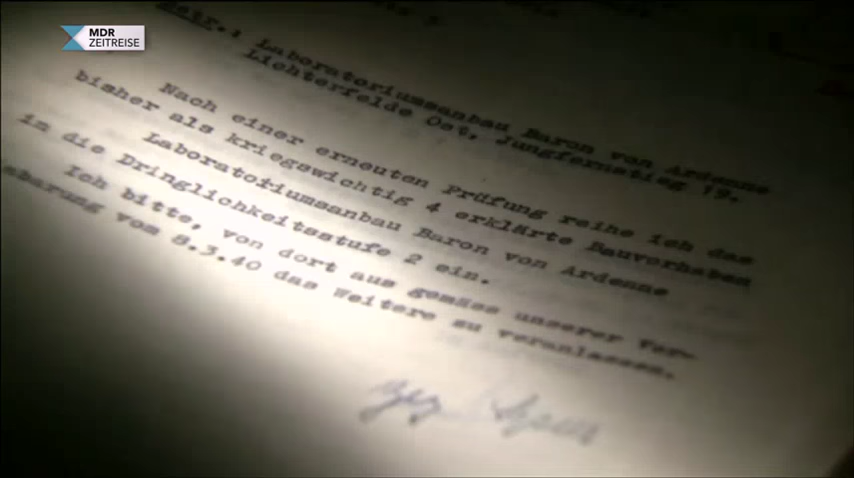 MDR
ZEITREISE
Betr.: Laboratoriumsanbau Baron von Ardenne
Lichterfelde Ost, Jungfernstieg 19.
Nach einer erneuten Prüfung reihe ich das
bisher als kriegswichtig 4 erklärte Bauvorhaben
Laboratoriumsanbau Baron von Ardenne
in die Dringlichkeitsstufe 2 ein.
Ich bitte, von dort aus gemäss unserer Ver-
abarung vom 8.3.40 das Weitere zu veranlassen.
gez